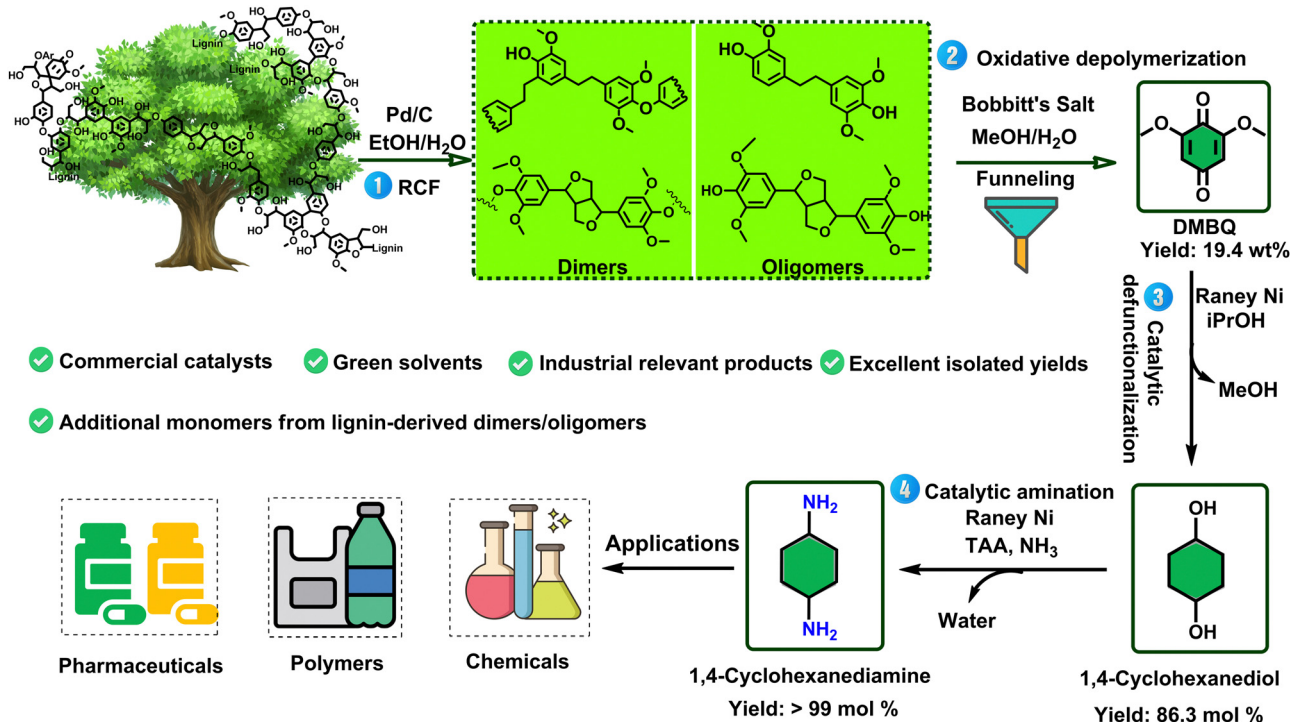 Pd/C
EtOH/H2O
1 RCF
Lignin
Lignin
Lignin
Lignin
Dimers
Oligomers
2 Oxidative depolymerization
Bobbitt's Salt
MeOH/H2O
Funneling
DMBQ
Yield: 19.4 wt%
3 Catalytic
defunctionalization
Raney Ni
iPrOH
MeOH
Commercial catalysts
Green solvents
Industrial relevant products
Excellent isolated yields
Additional monomers from lignin-derived dimers/oligomers
OH
OH
1,4-Cyclohexanediol
Yield: 86.3 mol %
4 Catalytic amination
Raney Ni
TAA, NH3
Water
NH2
NH2
1,4-Cyclohexanediamine
Yield: > 99 mol %
Applications
Chemicals
Polymers
Pharmaceuticals